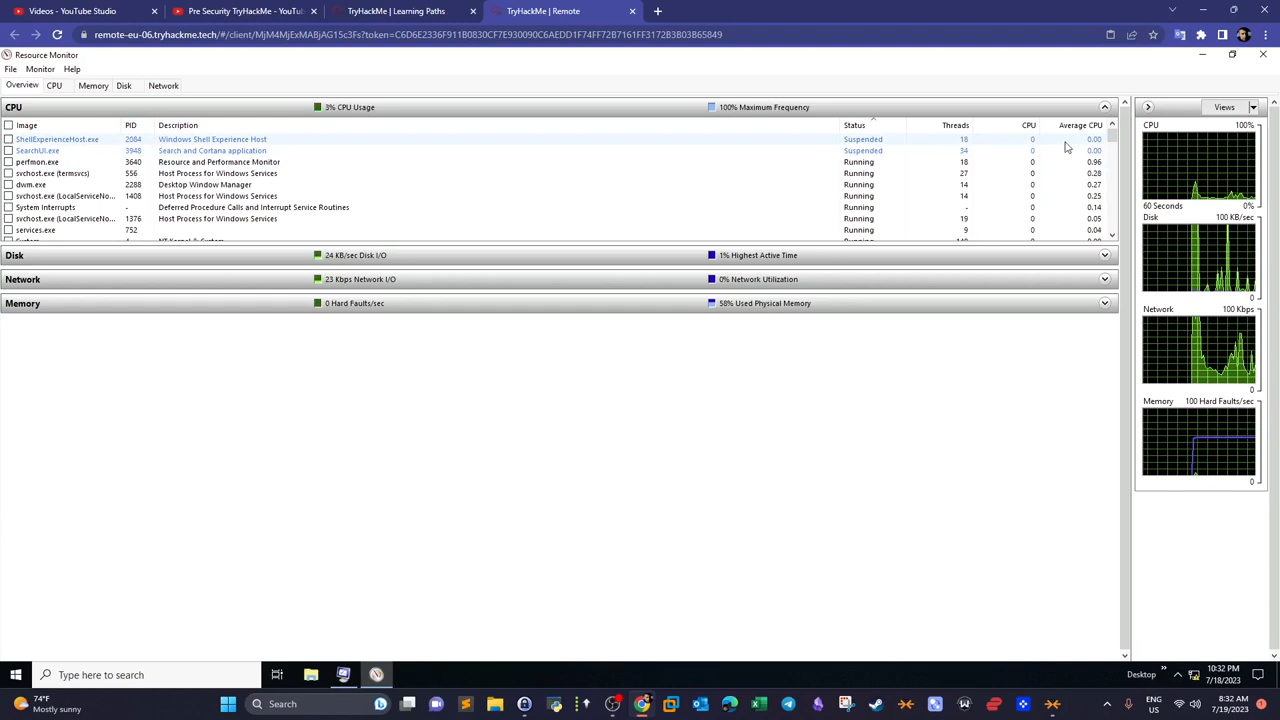 Videos - YouTube Studio
Pre Security TryHackMe - YouTub
TryHackMe | Learning Paths
TryHackMe | Remote
remote-eu-06.tryhackme.tech/#/client/MjM4MjExMABjAG15c3Fs?token=C6D6E2336F911B0830CF7E930090C6AEDD1F74FF72B7161FF3172B3B03B65849
Resource Monitor
File Monitor Help
Overview CPU Memory Disk Network
CPU 3% CPU Usage 100% Maximum Frequency
Image PID Description Status Threads CPU Average CPU
ShellExperienceHost.exe 2084 Windows Shell Experience Host Suspended 18 0 0.00
SearchUI.exe 3948 Search and Cortana application Suspended 34 0 0.00
perfmon.exe 3640 Resource and Performance Monitor Running 18 0 0.96
svchost.exe (termsvcs) 556 Host Process for Windows Services Running 27 0 0.28
dwm.exe 2288 Desktop Window Manager Running 14 0 0.27
svchost.exe (LocalServiceNo... 1408 Host Process for Windows Services Running 14 0 0.25
System Interrupts - Deferred Procedure Calls and Interrupt Service Routines Running - 0 0.14
svchost.exe (LocalServiceNo... 1376 Host Process for Windows Services Running 19 0 0.05
services.exe 752 Running 9 0 0.04
Disk 24 KB/sec Disk I/O 1% Highest Active Time
Network 23 Kbps Network I/O 0% Network Utilization
Memory 0 Hard Faults/sec 58% Used Physical Memory
Views
CPU 100%
60 Seconds 0%
Disk 100 KB/sec
0
Network 100 Kbps
0
Memory 100 Hard Faults/sec
0
Type here to search
Desktop
10:32 PM
7/18/2023
74°F
Mostly sunny
Search
ENG
US
8:32 AM
7/19/2023